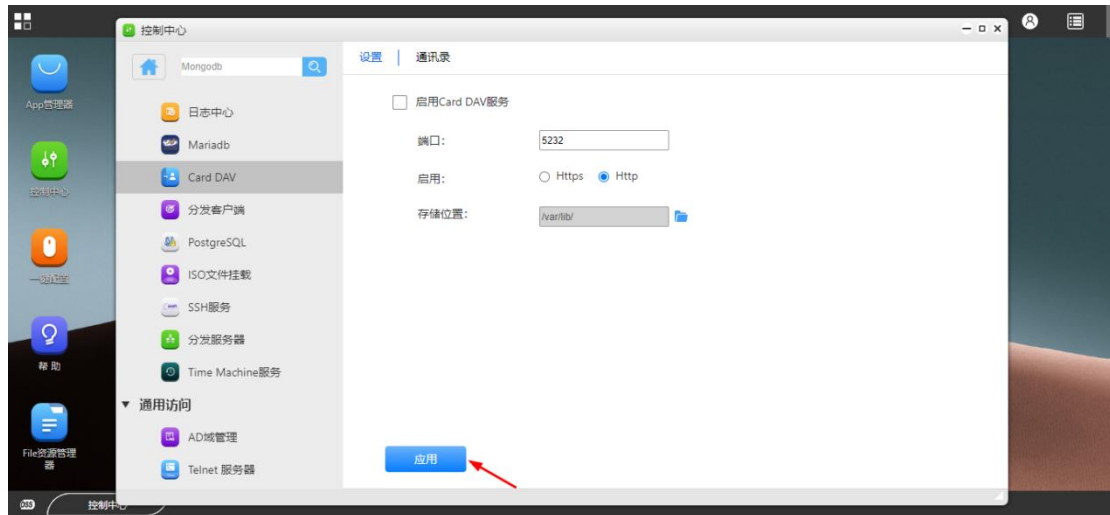 控制中心
App管理器
控制中心
一键配置
帮 助
File资源管理
器
Mongodb
日志中心
Mariadb
Card DAV
分发客户端
PostgreSQL
ISO文件挂载
SSH服务
分发服务器
Time Machine服务
通用访问
AD域管理
Telnet 服务器
设置
通讯录
启用Card DAV服务
端口：
5232
启用：
Https
Http
存储位置：
/var/lib/
应用
控制中心